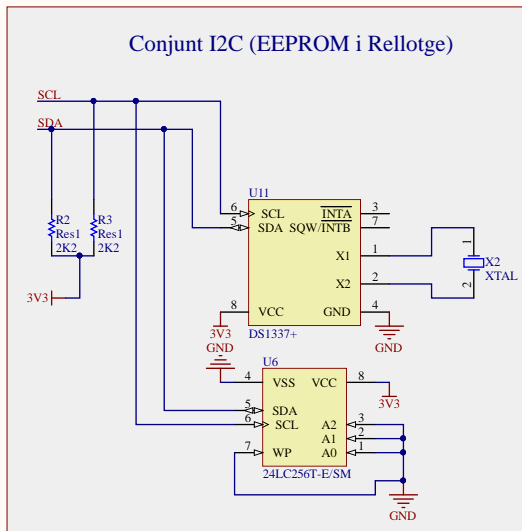 Conjunt I2C (EEPROM i Rellotge)
SCL
SDA
U11
R2
Res1
2K2
R3
Res1
2K2
6 SCL INTA 3
5 SDA SQW/INTB 7
X1 1
X2 2
8 VCC GND 4
1
2
X2
XTAL
3V3
3V3
DS1337+
GND
GND
U6
4 VSS VCC 8
3V3
5 SDA
6 SCL A2 3
A1 2
7 WP A0 1
24LC256T-E/SM
GND